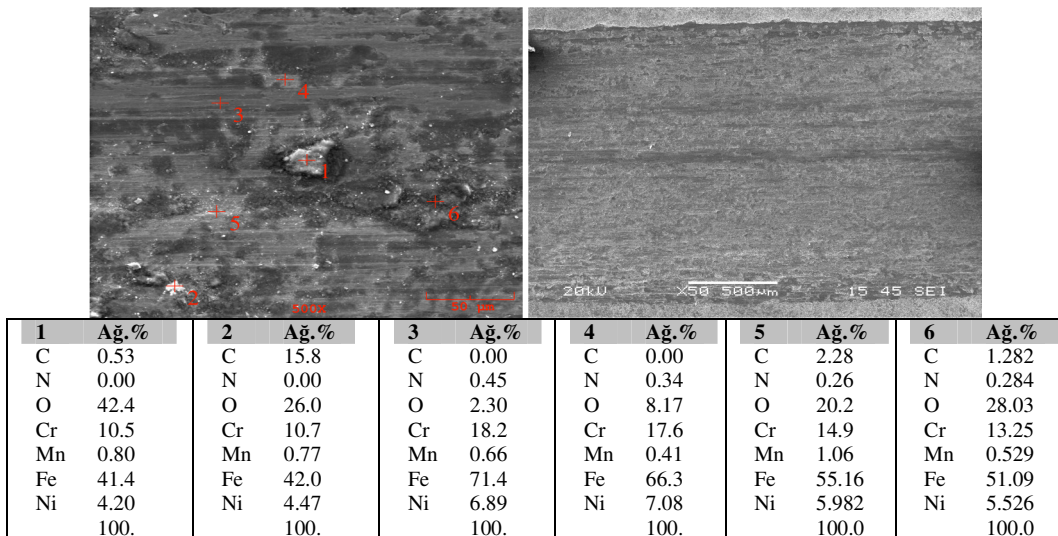 4
3
1
6
5
2
500x
50 µm
20kV X50 500µm 15 45 SEI
1 Ağ.% 2 Ağ.% 3 Ağ.% 4 Ağ.% 5 Ağ.% 6 Ağ.%
C 0.53 C 15.8 C 0.00 C 0.00 C 2.28 C 1.282
N 0.00 N 0.00 N 0.45 N 0.34 N 0.26 N 0.284
O 42.4 O 26.0 O 2.30 O 8.17 O 20.2 O 28.03
Cr 10.5 Cr 10.7 Cr 18.2 Cr 17.6 Cr 14.9 Cr 13.25
Mn 0.80 Mn 0.77 Mn 0.66 Mn 0.41 Mn 1.06 Mn 0.529
Fe 41.4 Fe 42.0 Fe 71.4 Fe 66.3 Fe 55.16 Fe 51.09
Ni 4.20 Ni 4.47 Ni 6.89 Ni 7.08 Ni 5.982 Ni 5.526
100. 100. 100. 100. 100.0 100.0